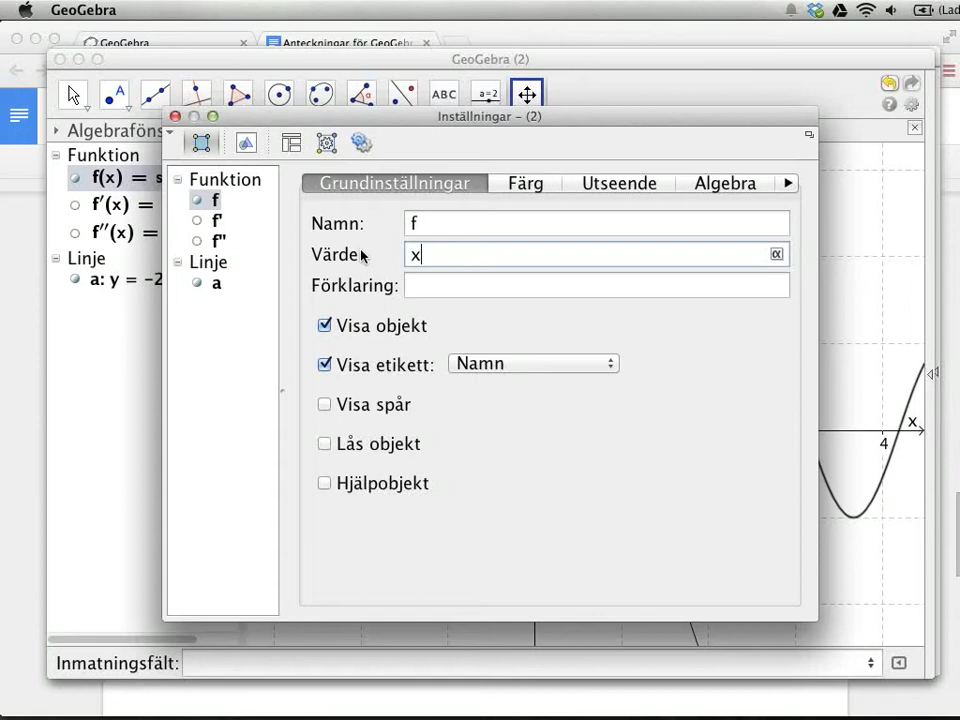 GeoGebra
(Lad
GeoGebra
Anteckningar för GeoGeb
GeoGebra (2)
A
α
ABC
a=2
Inställningar – (2)
Algebraföns
Funktion
f(x) = s
f′(x) =
f′′(x) =
Linje
a: y = –2
Funktion
f
f'
f"
Linje
a
Grundinställningar
Färg
Utseende
Algebra
Namn:
f
Värde
x
α
Förklaring:
Visa objekt
Visa etikett:
Namn
Visa spår
Lås objekt
Hjälpobjekt
x
4
Inmatningsfält: